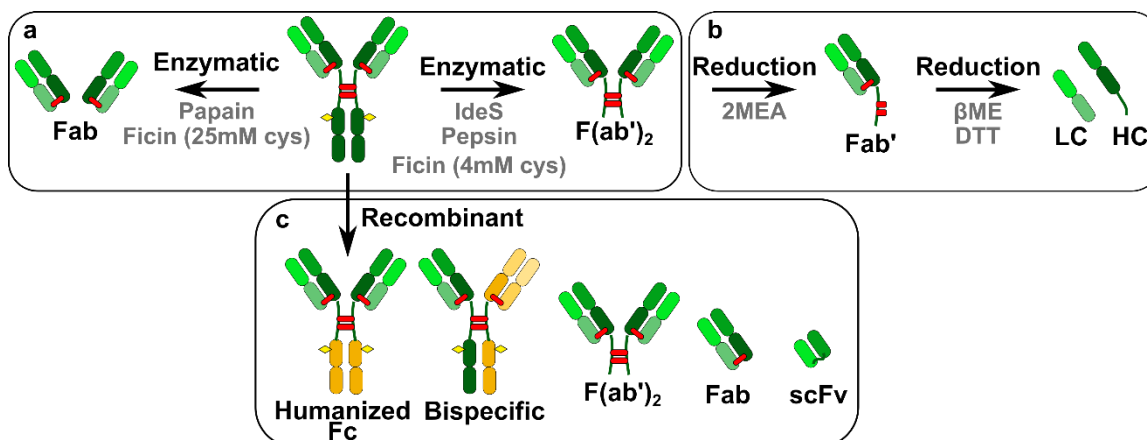 a
Enzymatic
Papain
Ficin (25mM cys)
Fab
Enzymatic
IdeS
Pepsin
Ficin (4mM cys)
F(ab')2
b
Reduction
2MEA
Fab'
Reduction
βME
DTT
LC
HC
c
Recombinant
Humanized
Fc
Bispecific
F(ab')2
Fab
scFv